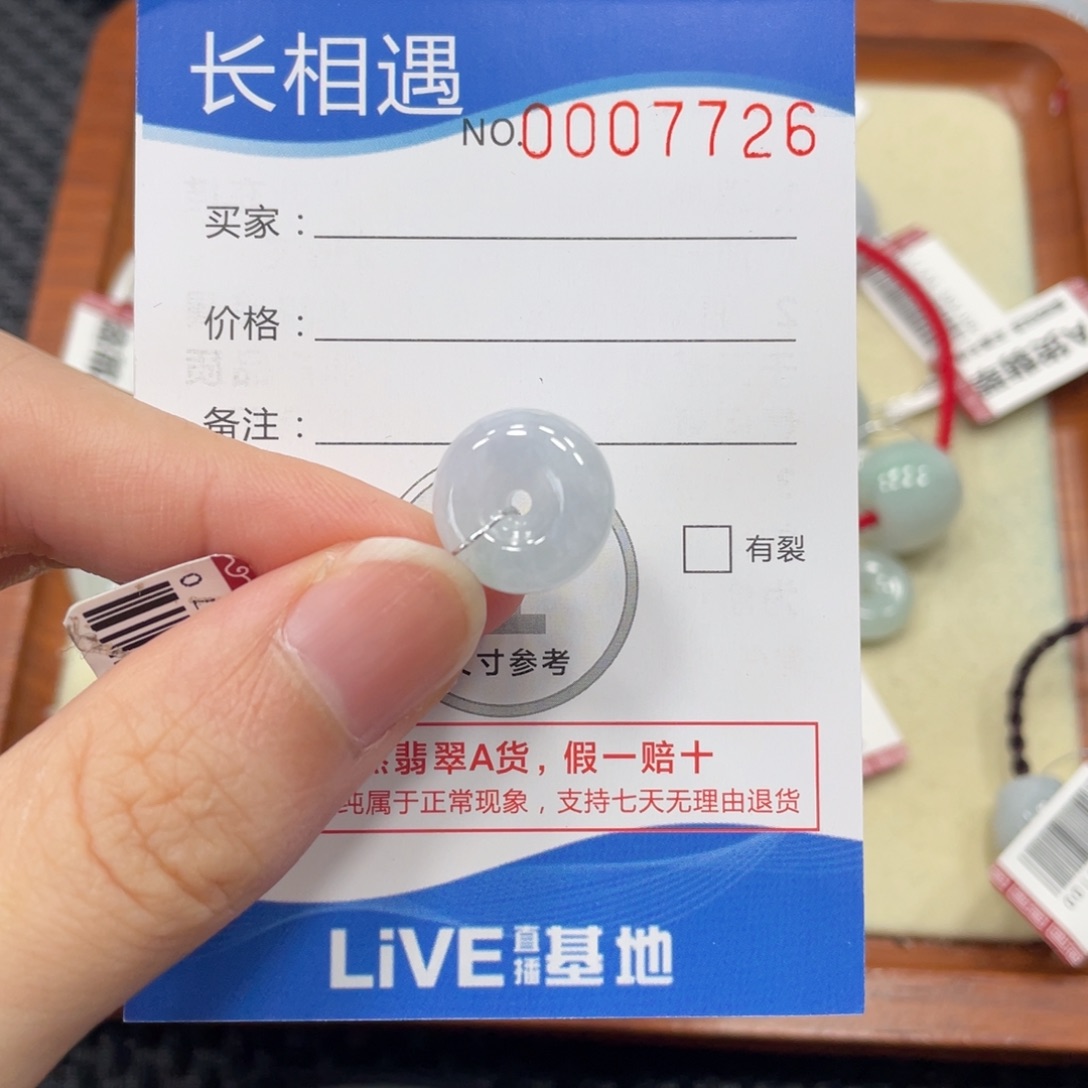 长相遇
NO.0007726
买家：
价格：
备注：
有裂
寸参考
翡翠A货，假一赔十
纯属于正常现象，支持七天无理由退货
LiVE直播基地